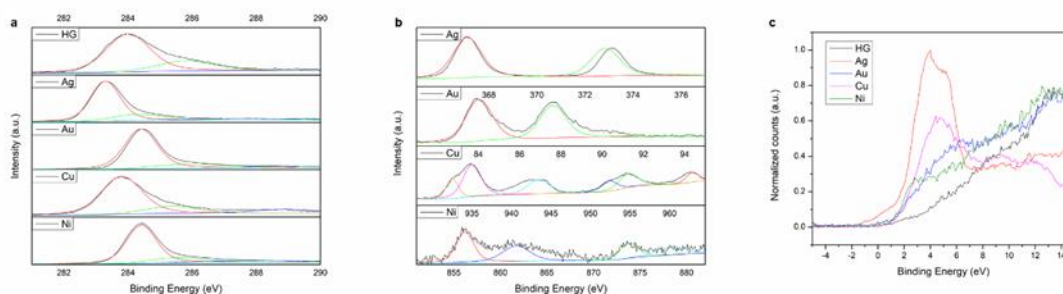 a
282 284 286 288 290
HG
Ag
Au
Cu
Ni
282 284 286 288 290
Binding Energy (eV)
Intensity (a.u.)
b
Ag
368 370 372 374 376
Au
84 86 88 90 92 94
Cu
935 940 945 950 955 960
Ni
855 860 865 870 875 880
Binding Energy (eV)
Intensity (a.u.)
c
HG
Ag
Au
Cu
Ni
1.0
0.8
0.6
0.4
0.2
0.0
-4 -2 0 2 4 6 8 10 12 14
Binding Energy (eV)
Normalized counts (a.u.)